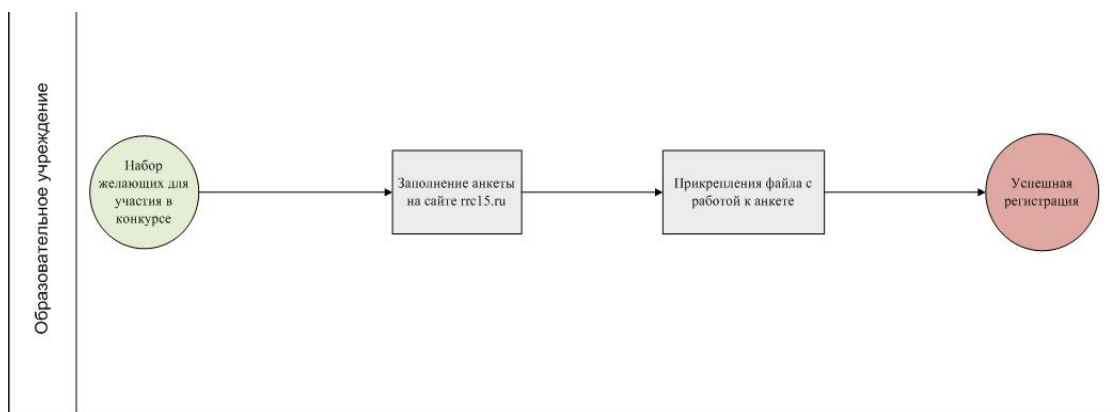 Образовательное учреждение
Набор
желающих для
участия в
конкурсе
Заполнение анкеты
на сайте rrc15.ru
Прикрепления файла с
работой к анкете
Успешная
регистрация